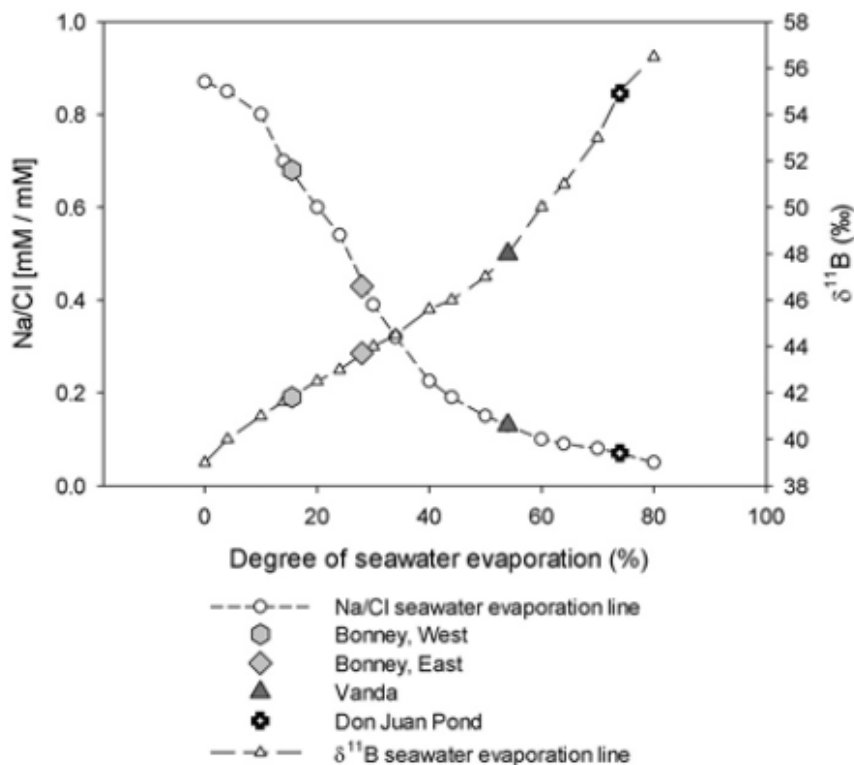 1.0
0.8
0.6
0.4
0.2
0.0
Na/Cl [mM / mM]
58
56
54
52
50
48
46
44
42
40
38
δ¹¹B (‰)
0 20 40 60 80 100
Degree of seawater evaporation (%)
Na/Cl seawater evaporation line
Bonney, West
Bonney, East
Vanda
Don Juan Pond
δ¹¹B seawater evaporation line